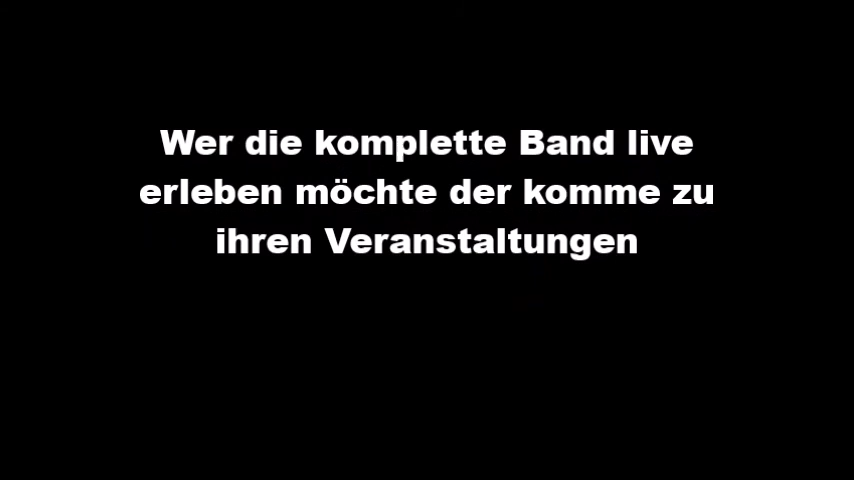 Wer die komplette Band live
erleben möchte der komme zu
ihren Veranstaltungen